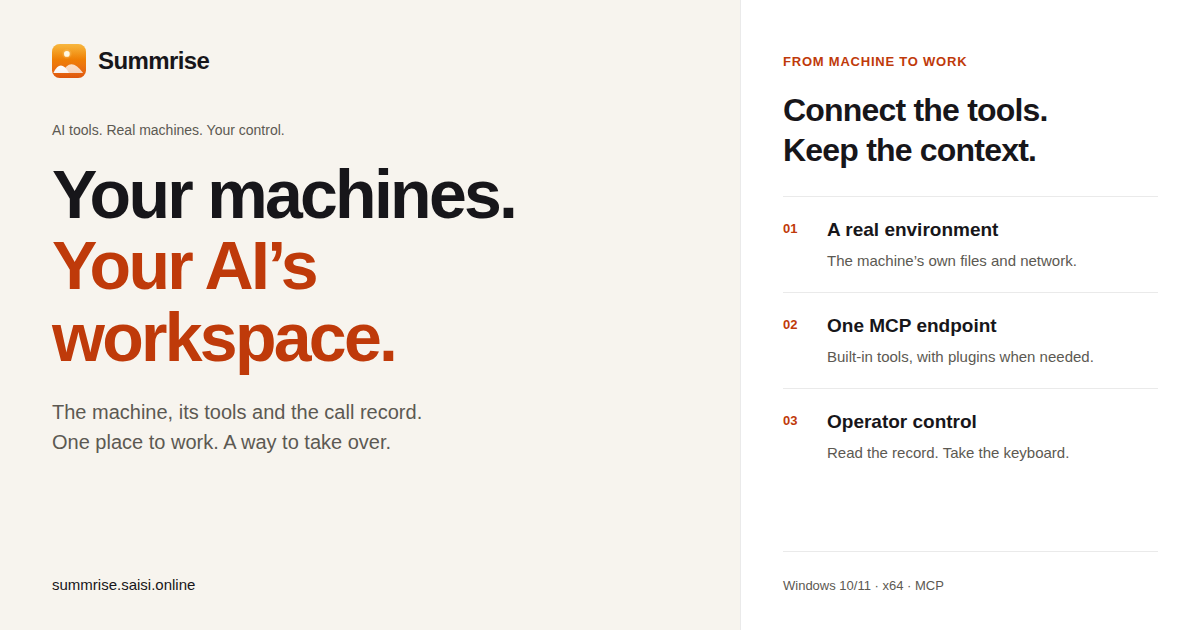 Summrise
AI tools. Real machines. Your control.
Your machines.
Your AI’s
workspace.
The machine, its tools and the call record.
One place to work. A way to take over.
summrise.saisi.online
FROM MACHINE TO WORK
Connect the tools.
Keep the context.
01
A real environment
The machine’s own files and network.
02
One MCP endpoint
Built-in tools, with plugins when needed.
03
Operator control
Read the record. Take the keyboard.
Windows 10/11 · x64 · MCP